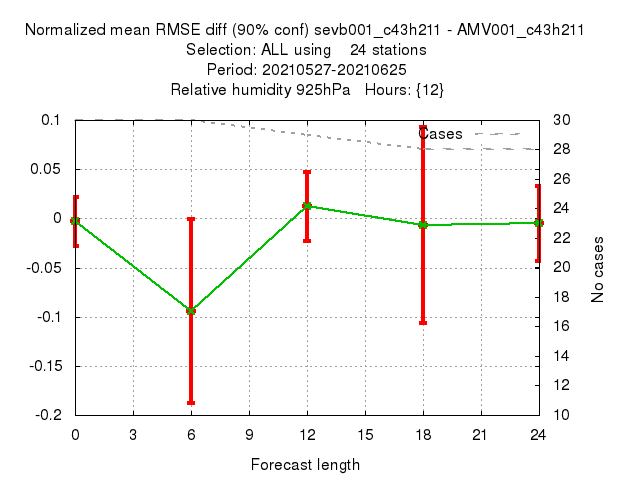 Normalized mean RMSE diff (90% conf) sevb001_c43h211 - AMV001_c43h211
Selection: ALL using    24 stations
Period: 20210527-20210625
Relative humidity 925hPa   Hours: {12}
Cases
0.1
0.05
0
-0.05
-0.1
-0.15
-0.2
30
28
26
24
22
20
18
16
14
12
10
No cases
0 3 6 9 12 15 18 21 24
Forecast length